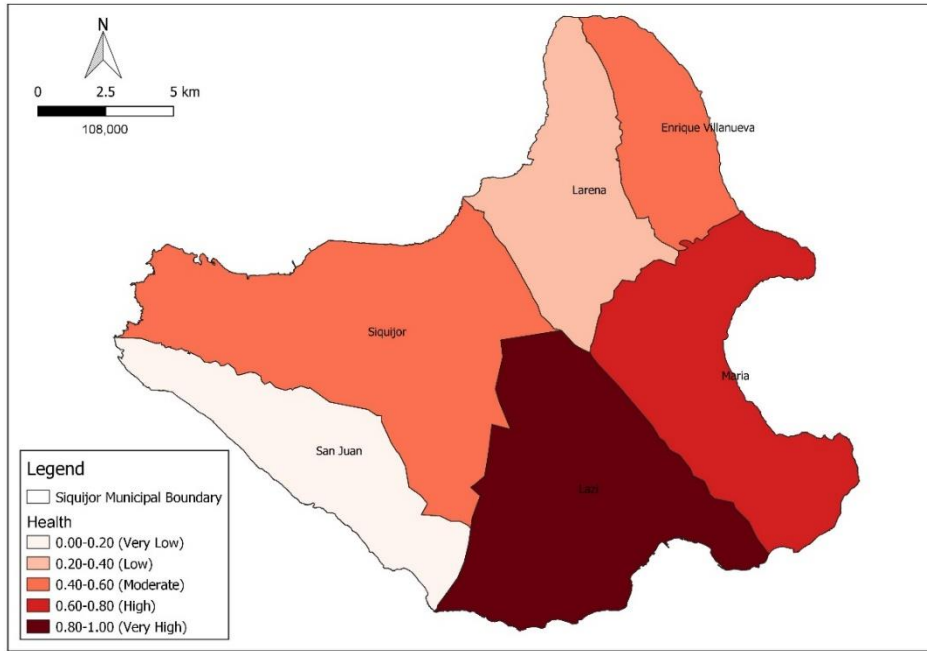 N
0 2.5 5 km
108,000
Enrique Villanueva
Larena
Siquijor
Maria
San Juan
Lazi
Legend
Siquijor Municipal Boundary
Health
0.00-0.20 (Very Low)
0.20-0.40 (Low)
0.40-0.60 (Moderate)
0.60-0.80 (High)
0.80-1.00 (Very High)